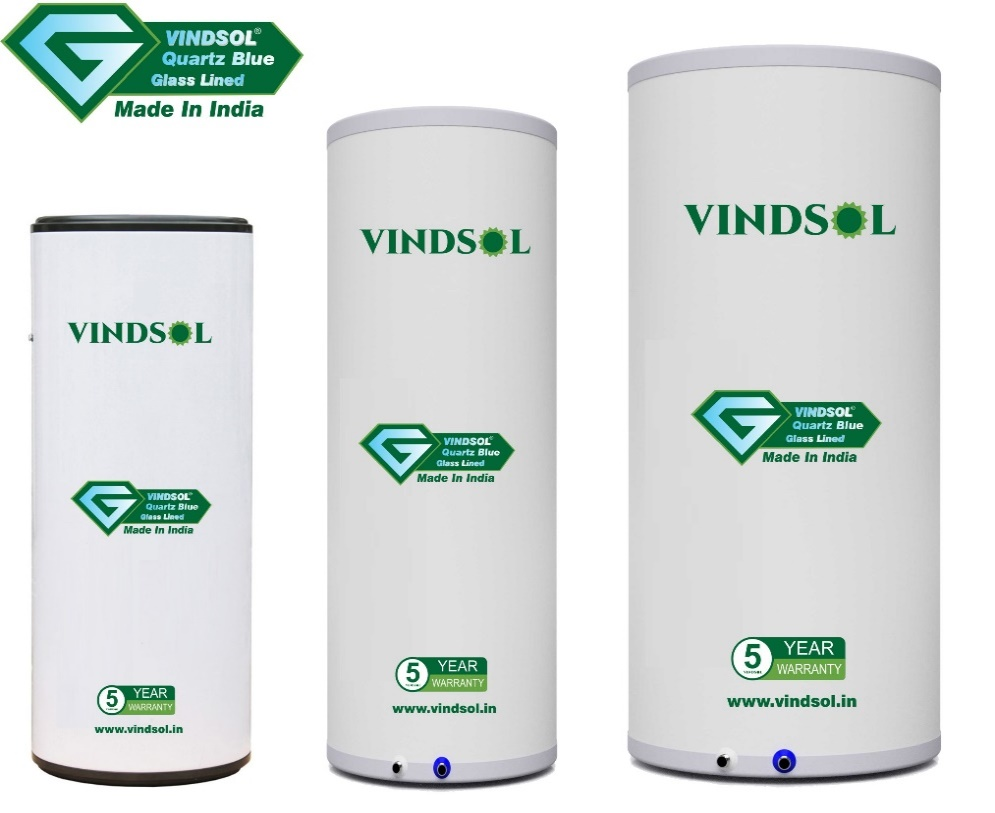 VINDSOL®
Quartz Blue
Glass Lined
Made In India
VINDSOL
VINDSOL®
Quartz Blue
Glass Lined
Made In India
5 YEAR
WARRANTY
www.vindsol.in
VINDSOL
VINDSOL®
Quartz Blue
Glass Lined
Made In India
5 YEAR
WARRANTY
www.vindsol.in
VINDSOL
VINDSOL®
Quartz Blue
Glass Lined
Made In India
5 YEAR
WARRANTY
www.vindsol.in